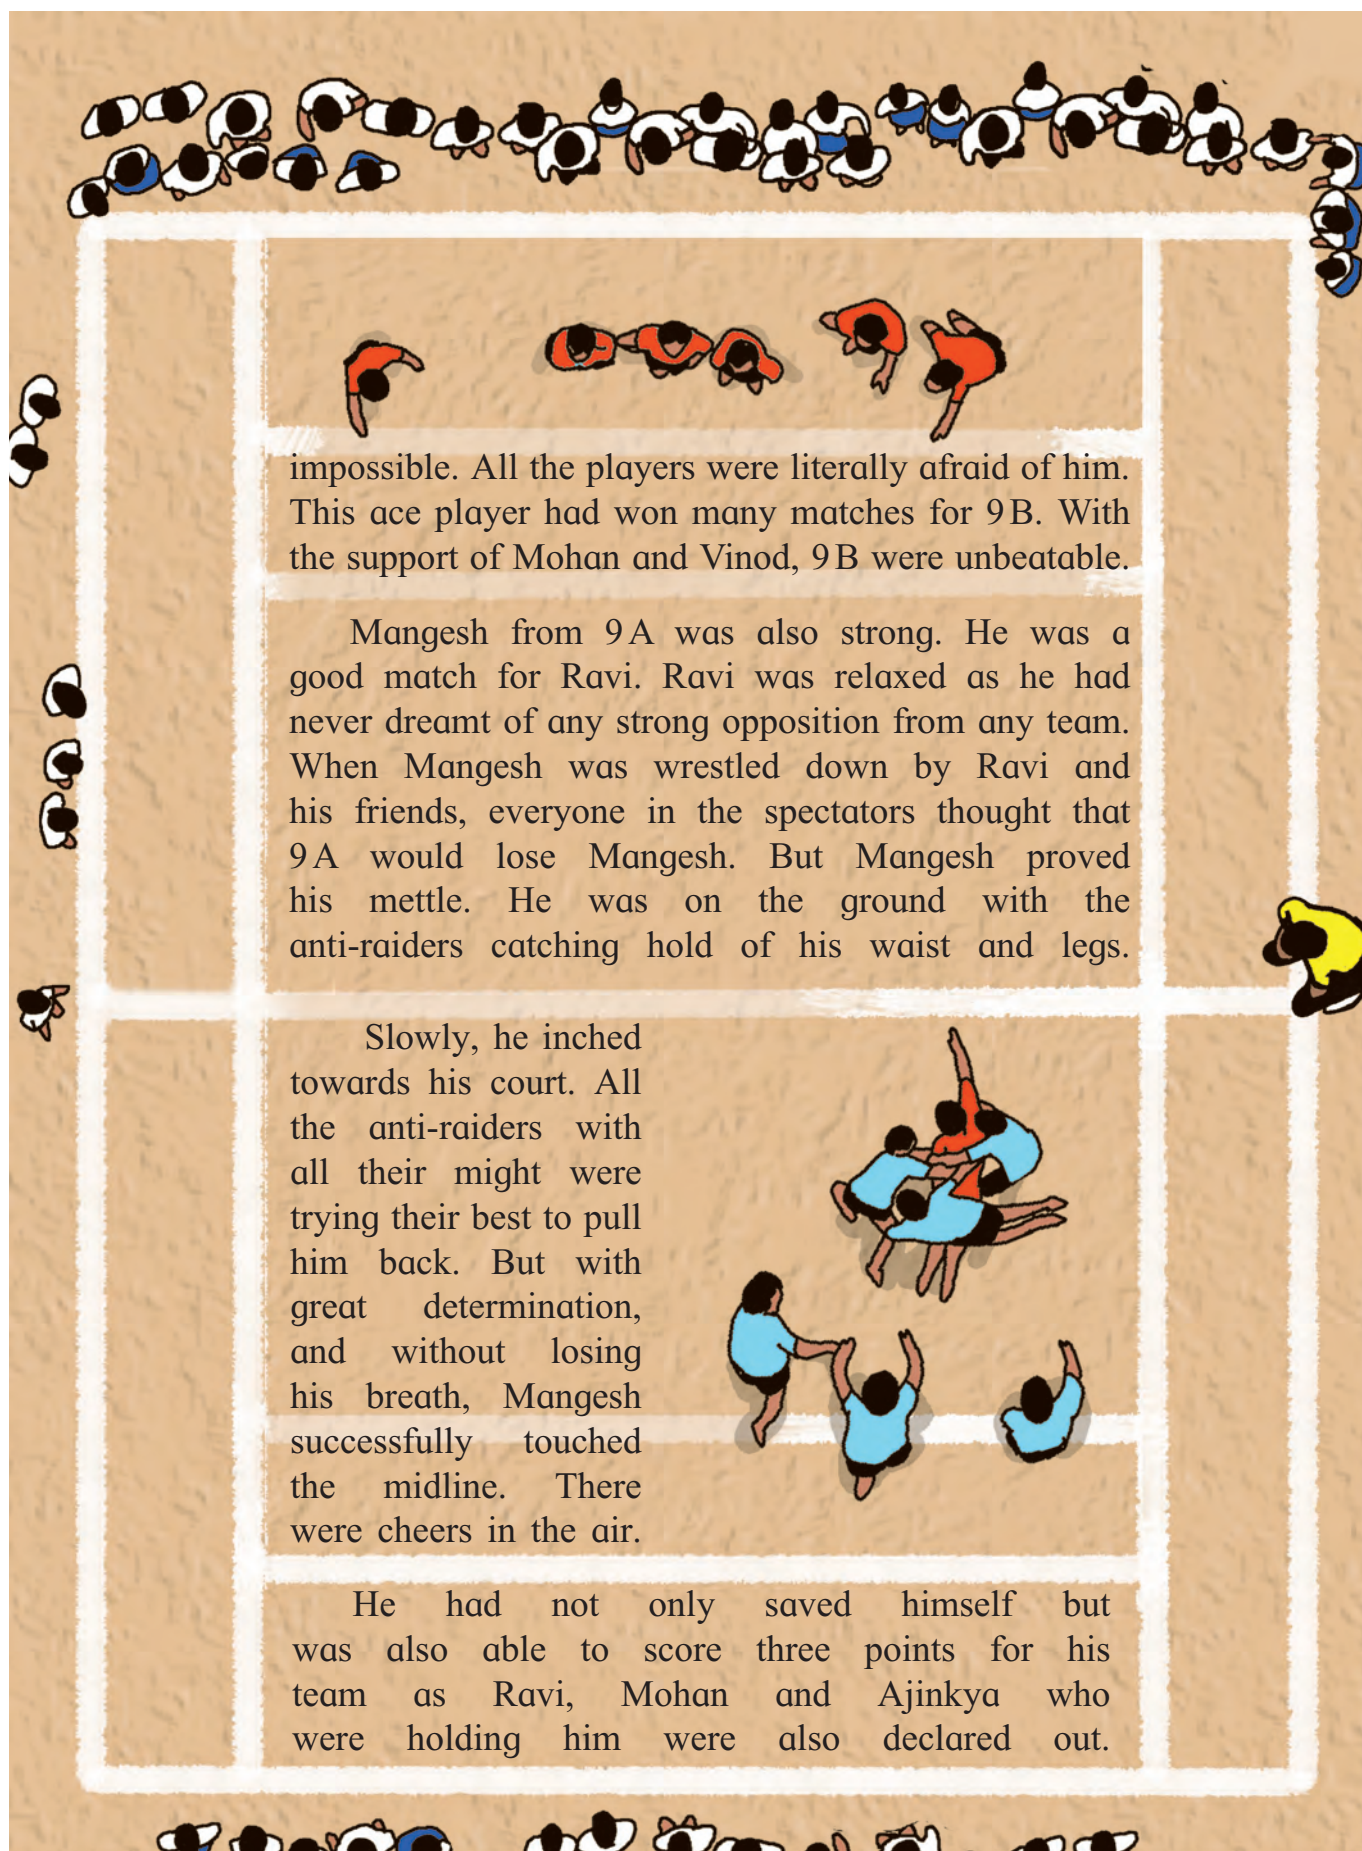 impossible. All the players were literally afraid of him.
This ace player had won many matches for 9 B. With
the support of Mohan and Vinod, 9 B were unbeatable.
Mangesh from 9 A was also strong. He was a
good match for Ravi. Ravi was relaxed as he had
never dreamt of any strong opposition from any team.
When Mangesh was wrestled down by Ravi and
his friends, everyone in the spectators thought that
9 A would lose Mangesh. But Mangesh proved
his mettle. He was on the ground with the
anti-raiders catching hold of his waist and legs.
Slowly, he inched
towards his court. All
the anti-raiders with
all their might were
trying their best to pull
him back. But with
great determination,
and without losing
his breath, Mangesh
successfully touched
the midline. There
were cheers in the air.
He had not only saved himself but
was also able to score three points for his
team as Ravi, Mohan and Ajinkya who
were holding him were also declared out.